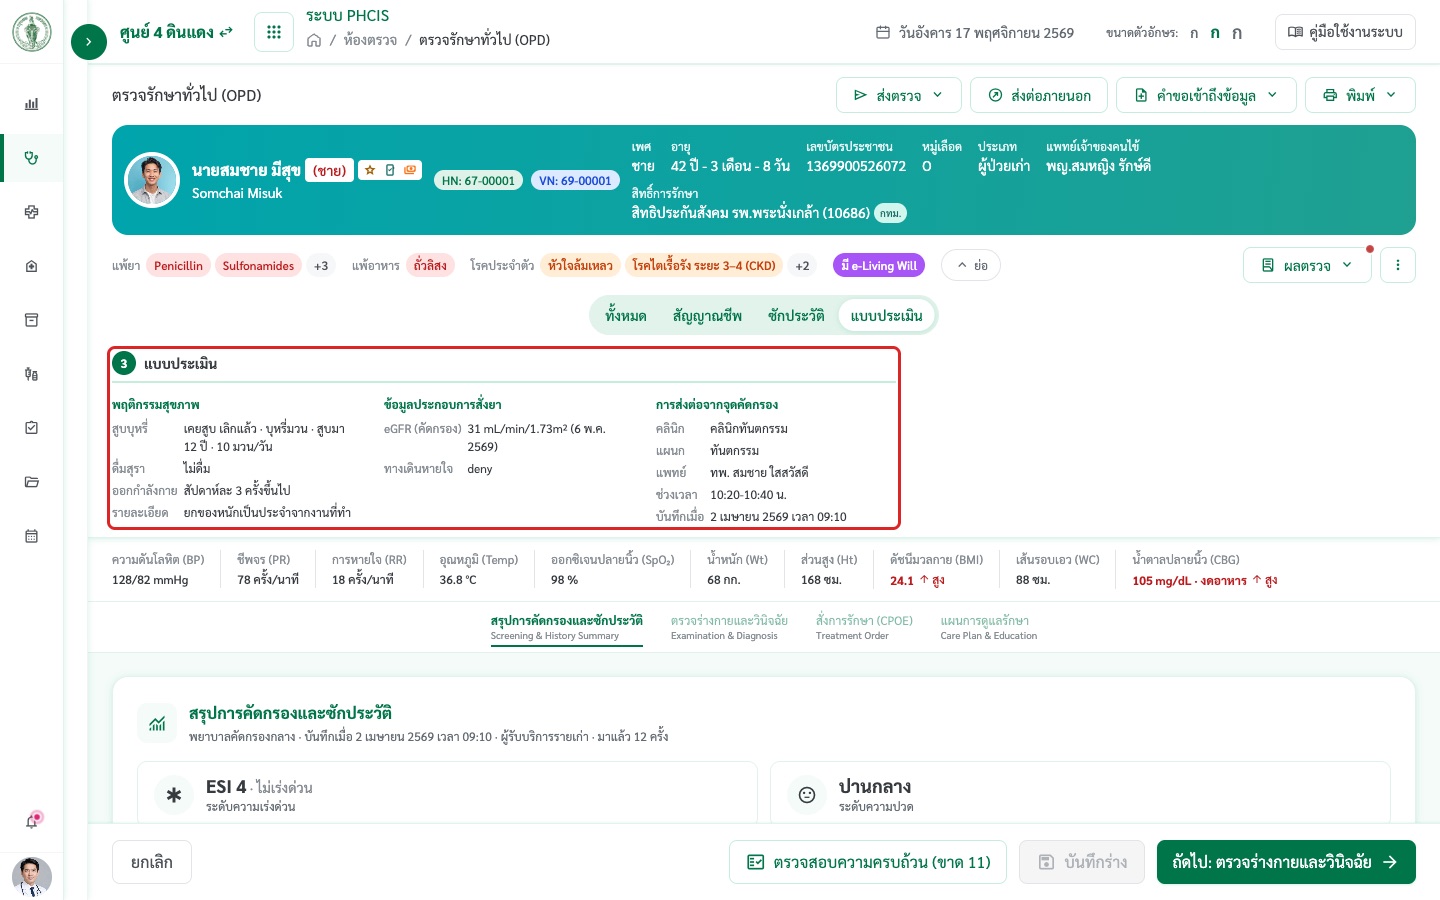 ศูนย์ 4 ดินแดง
ระบบ PHCIS
/ ห้องตรวจ / ตรวจรักษาทั่วไป (OPD)
วันอังคาร 17 พฤศจิกายน 2569
ขนาดตัวอักษร: ก ก ก
คู่มือใช้งานระบบ
ตรวจรักษาทั่วไป (OPD)
ส่งตรวจ
ส่งต่อภายนอก
คำขอเข้าถึงข้อมูล
พิมพ์
นายสมชาย มีสุข (ชาย)
Somchai Misuk
HN: 67-00001
VN: 69-00001
เพศ อายุ เลขบัตรประชาชน หมู่เลือด ประเภท แพทย์เจ้าของคนไข้
ชาย 42 ปี - 3 เดือน - 8 วัน 1369900526072 O ผู้ป่วยเก่า พญ.สมหญิง รักษ์ดี
สิทธิ์การรักษา
สิทธิประกันสังคม รพ.พระนั่งเกล้า (10686) กทม.
แพ้ยา Penicillin Sulfonamides +3 แพ้อาหาร ถั่วลิสง โรคประจำตัว หัวใจล้มเหลว โรคไตเรื้อรัง ระยะ 3–4 (CKD) +2 มี e-Living Will ย่อ
ผลตรวจ
ทั้งหมด สัญญาณชีพ ซักประวัติ แบบประเมิน
3 แบบประเมิน
พฤติกรรมสุขภาพ
สูบบุหรี่ เคยสูบ เลิกแล้ว · บุหรี่มวน · สูบมา
12 ปี · 10 มวน/วัน
ดื่มสุรา ไม่ดื่ม
ออกกำลังกาย สัปดาห์ละ 3 ครั้งขึ้นไป
รายละเอียด ยกของหนักเป็นประจำจากงานที่ทำ
ข้อมูลประกอบการสั่งยา
eGFR (คัดกรอง) 31 mL/min/1.73m² (6 พ.ค.
2569)
ทางเดินหายใจ deny
การส่งต่อจากจุดคัดกรอง
คลินิก คลินิกทันตกรรม
แผนก ทันตกรรม
แพทย์ ทพ. สมชาย ใสสวัสดี
ช่วงเวลา 10:20-10:40 น.
บันทึกเมื่อ 2 เมษายน 2569 เวลา 09:10
ความดันโลหิต (BP) ชีพจร (PR) การหายใจ (RR) อุณหภูมิ (Temp) ออกซิเจนปลายนิ้ว (SpO₂) น้ำหนัก (Wt) ส่วนสูง (Ht) ดัชนีมวลกาย (BMI) เส้นรอบเอว (WC) น้ำตาลปลายนิ้ว (CBG)
128/82 mmHg 78 ครั้ง/นาที 18 ครั้ง/นาที 36.8 °C 98 % 68 กก. 168 ซม. 24.1 ↑ สูง 88 ซม. 105 mg/dL · งดอาหาร ↑ สูง
สรุปการคัดกรองและซักประวัติ ตรวจร่างกายและวินิจฉัย สั่งการรักษา (CPOE) แผนการดูแลรักษา
Screening & History Summary Examination & Diagnosis Treatment Order Care Plan & Education
สรุปการคัดกรองและซักประวัติ
พยาบาลคัดกรองกลาง · บันทึกเมื่อ 2 เมษายน 2569 เวลา 09:10 · ผู้รับบริการรายเก่า · มาแล้ว 12 ครั้ง
ESI 4 · ไม่เร่งด่วน
ระดับความเร่งด่วน
ปานกลาง
ระดับความปวด
ยกเลิก
ตรวจสอบความครบถ้วน (ขาด 11)
บันทึกร่าง
ถัดไป: ตรวจร่างกายและวินิจฉัย